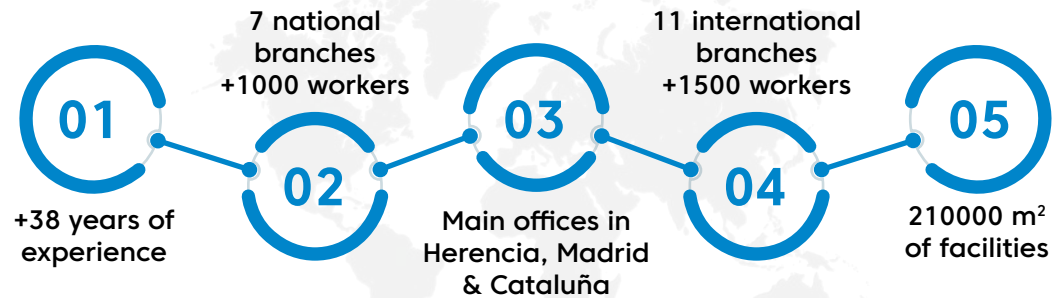 01
+38 years of
experience
7 national
branches
+1000 workers
02
03
Main offices in
Herencia, Madrid
& Cataluña
11 international
branches
+1500 workers
04
05
210000 m²
of facilities